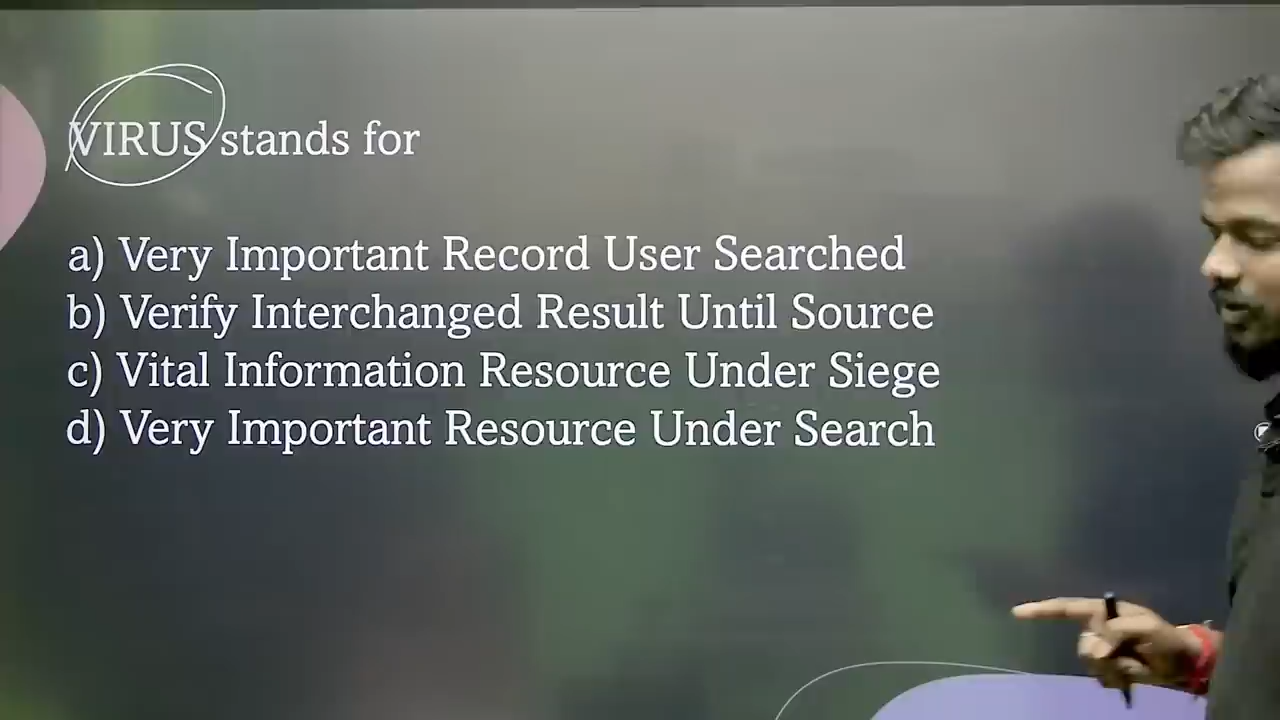 VIRUS stands for
a) Very Important Record User Searched
b) Verify Interchanged Result Until Source
c) Vital Information Resource Under Siege
d) Very Important Resource Under Search